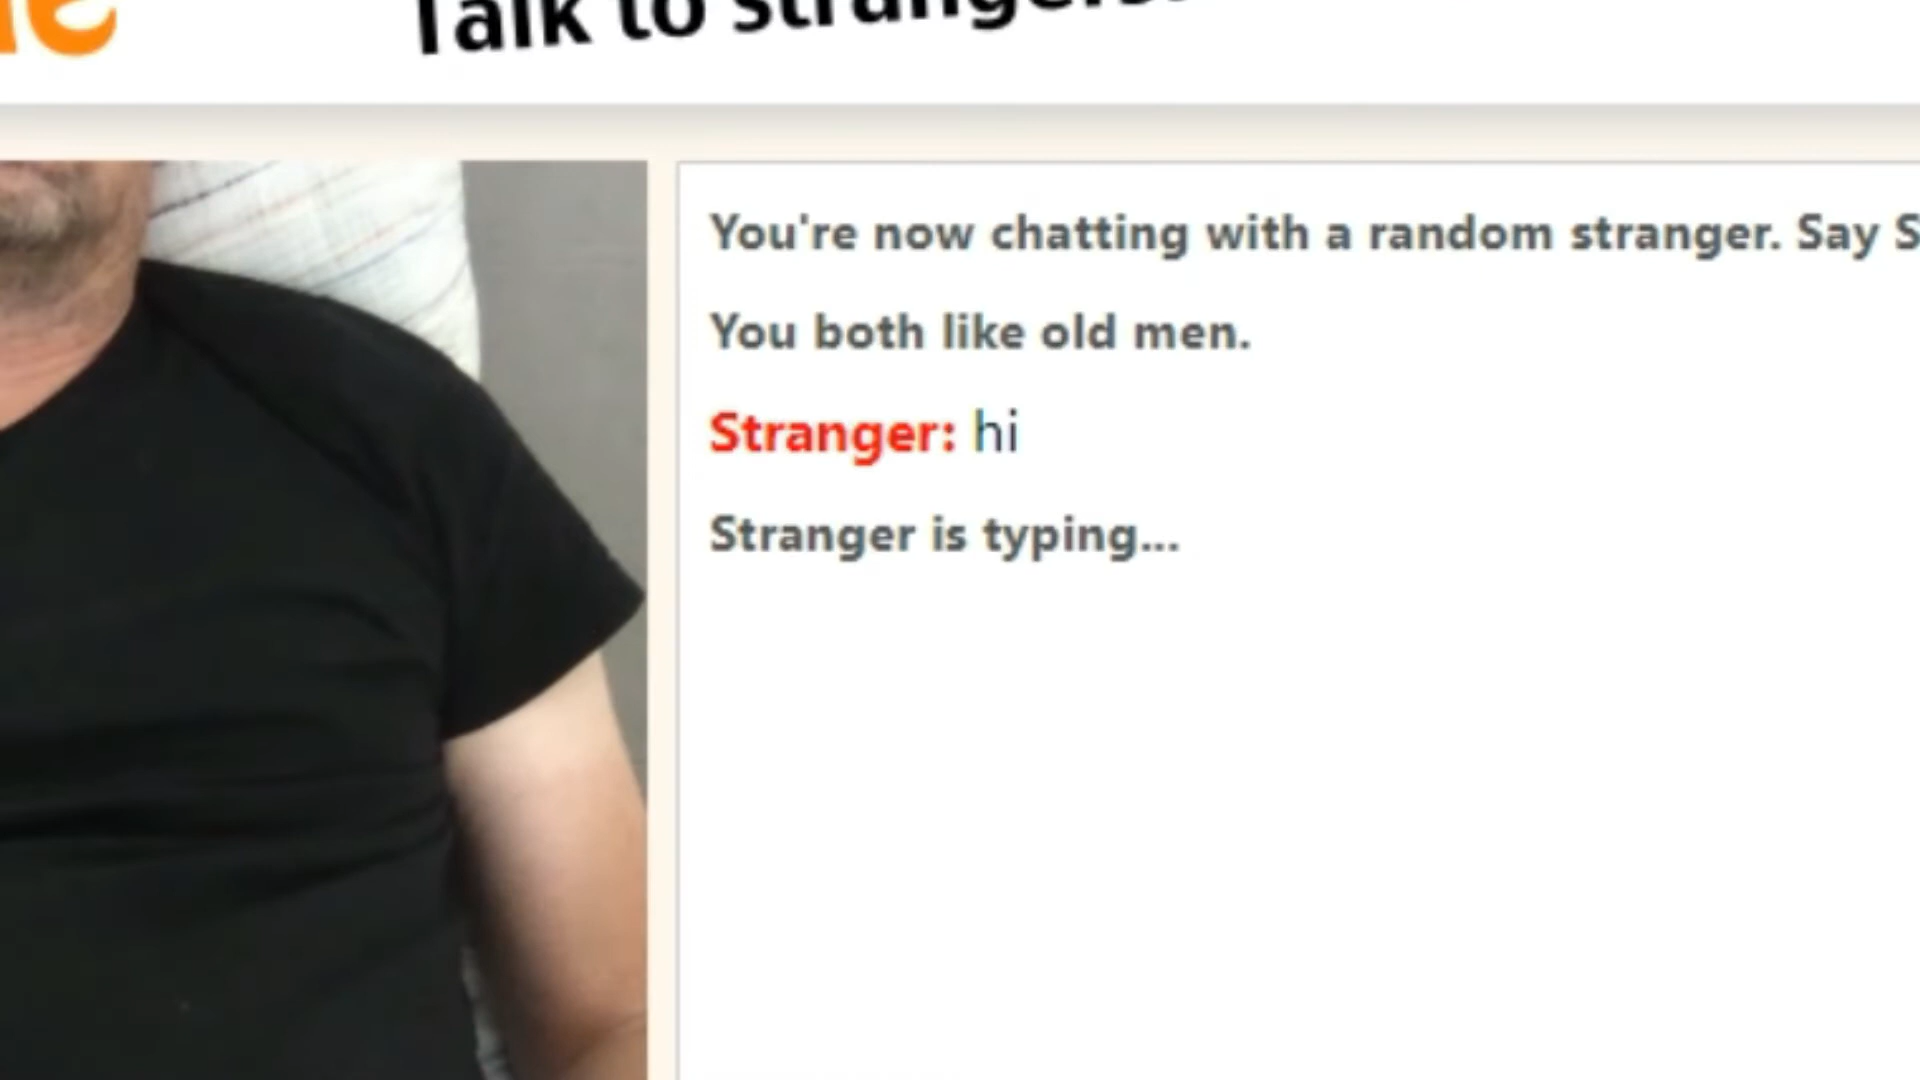 Talk to strangers
You're now chatting with a random stranger. Say
You both like old men.
Stranger: hi
Stranger is typing...